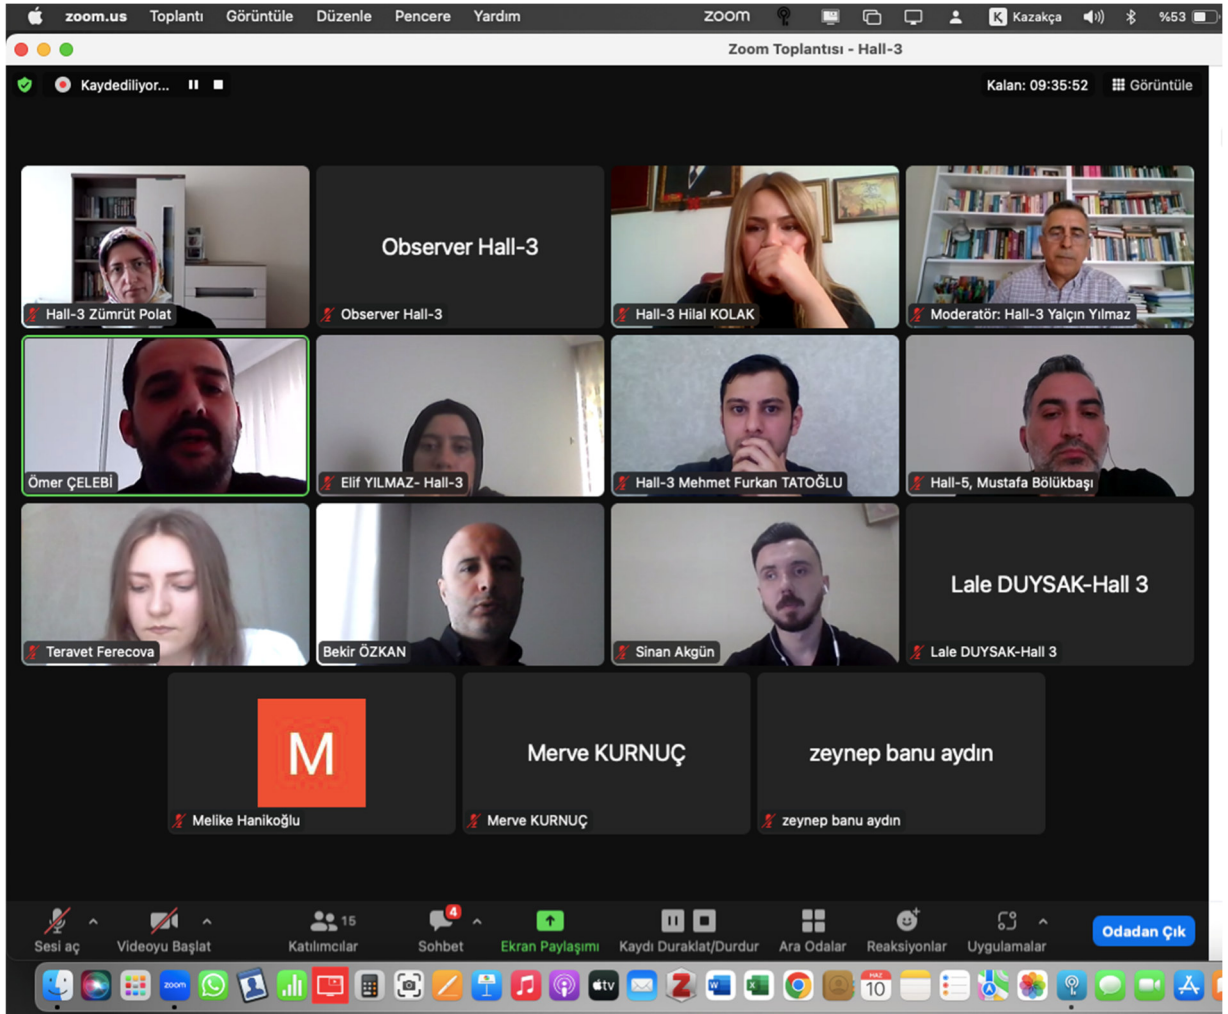 zoom.us Toplantı Görüntüle Düzenle Pencere Yardım zoom K Kazakça %53
Zoom Toplantısı - Hall-3
Kaydediliyor... Kalan: 09:35:52 Görüntüle
Hall-3 Zümrüt Polat
Observer Hall-3
Observer Hall-3
Hall-3 Hilal KOLAK
Moderatör: Hall-3 Yalçın Yılmaz
Ömer ÇELEBİ
Elif YILMAZ- Hall-3
Hall-3 Mehmet Furkan TATOĞLU
Hall-5, Mustafa Bölükbaşı
Teravet Ferecova
Bekir ÖZKAN
Sinan Akgün
Lale DUYSAK-Hall 3
Lale DUYSAK-Hall 3
M
Melike Hanikoğlu
Merve KURNUÇ
Merve KURNUÇ
zeynep banu aydın
zeynep banu aydın
15
4
Sesi aç Videoyu Başlat Katılımcılar Sohbet Ekran Paylaşımı Kaydı Duraklat/Durdur Ara Odalar Reaksiyonlar Uygulamalar Odadan Çık
zoom tv Z W X HAZ
10